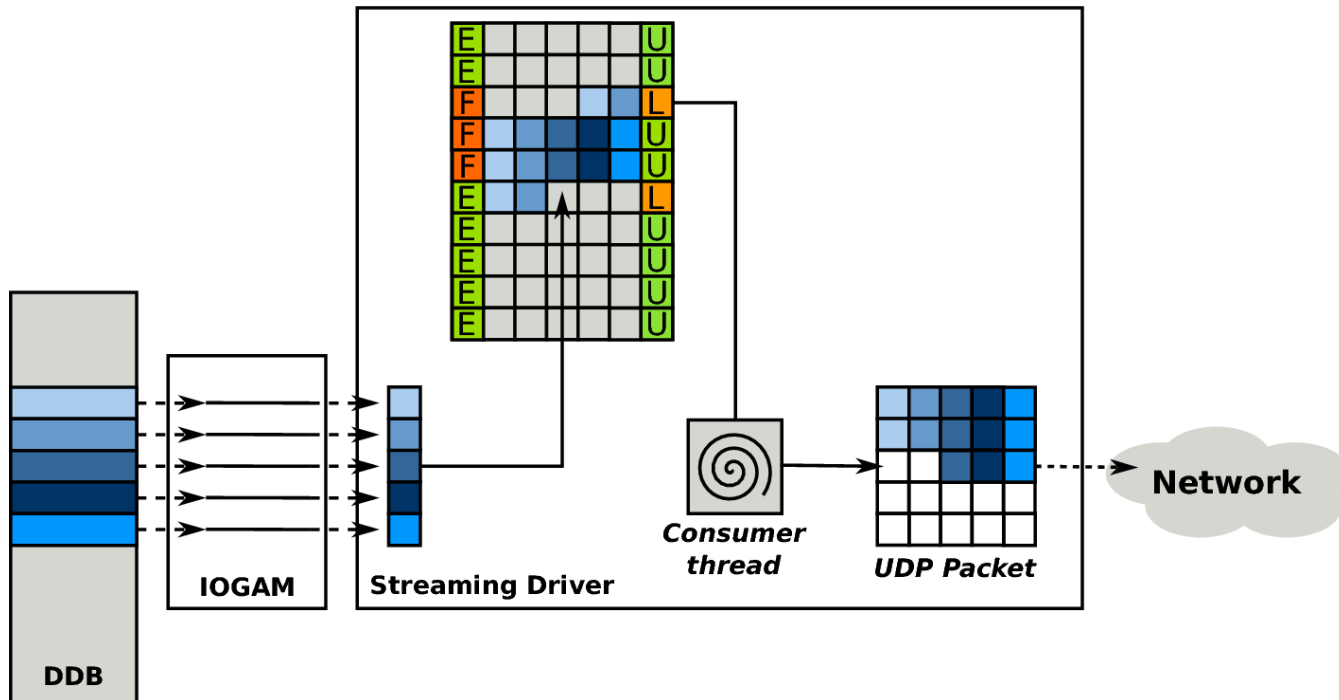 E U
E U
F L
F U
F U
E L
E U
E U
E U
E U
Network
Consumer
thread
UDP Packet
IOGAM
Streaming Driver
DDB